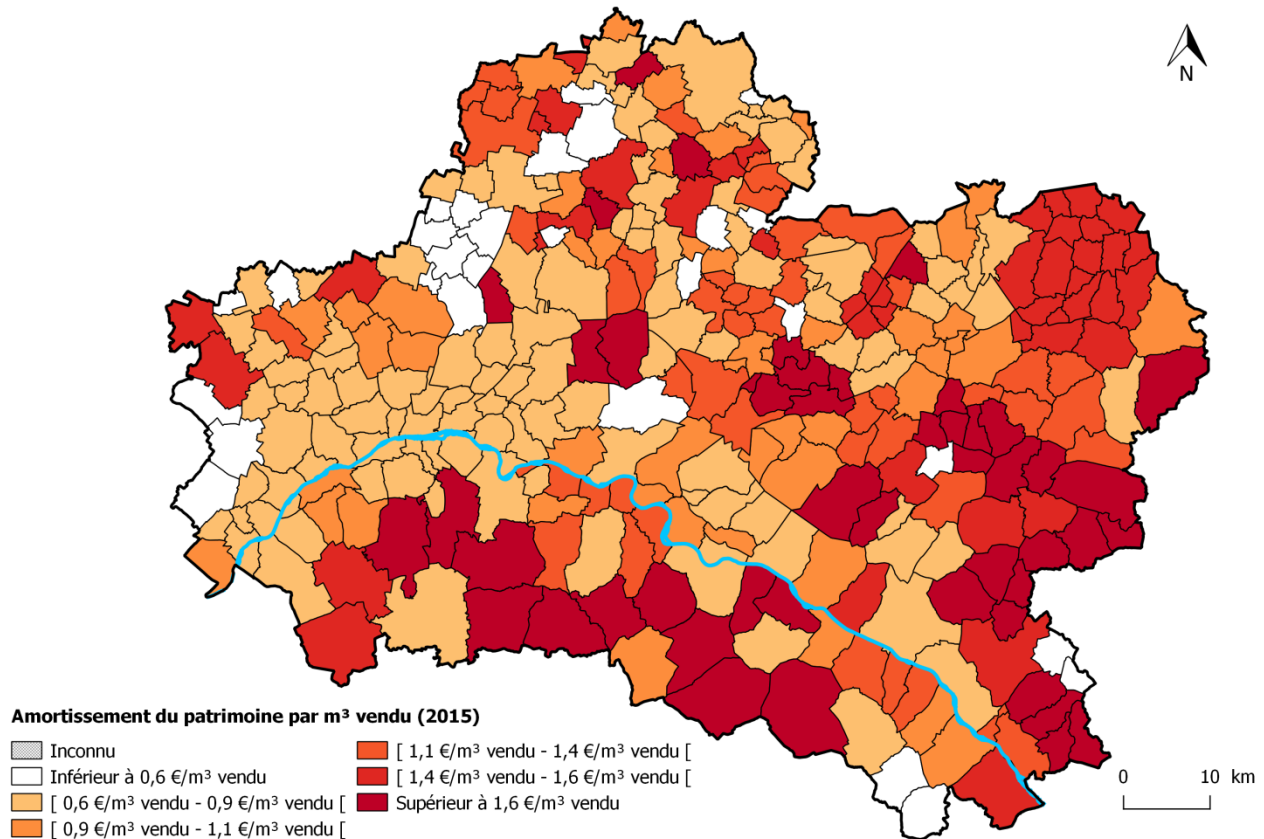 N
Amortissement du patrimoine par m³ vendu (2015)
Inconnu
Inférieur à 0,6 €/m³ vendu
[ 0,6 €/m³ vendu - 0,9 €/m³ vendu [
[ 0,9 €/m³ vendu - 1,1 €/m³ vendu [
[ 1,1 €/m³ vendu - 1,4 €/m³ vendu [
[ 1,4 €/m³ vendu - 1,6 €/m³ vendu [
Supérieur à 1,6 €/m³ vendu
0 10 km